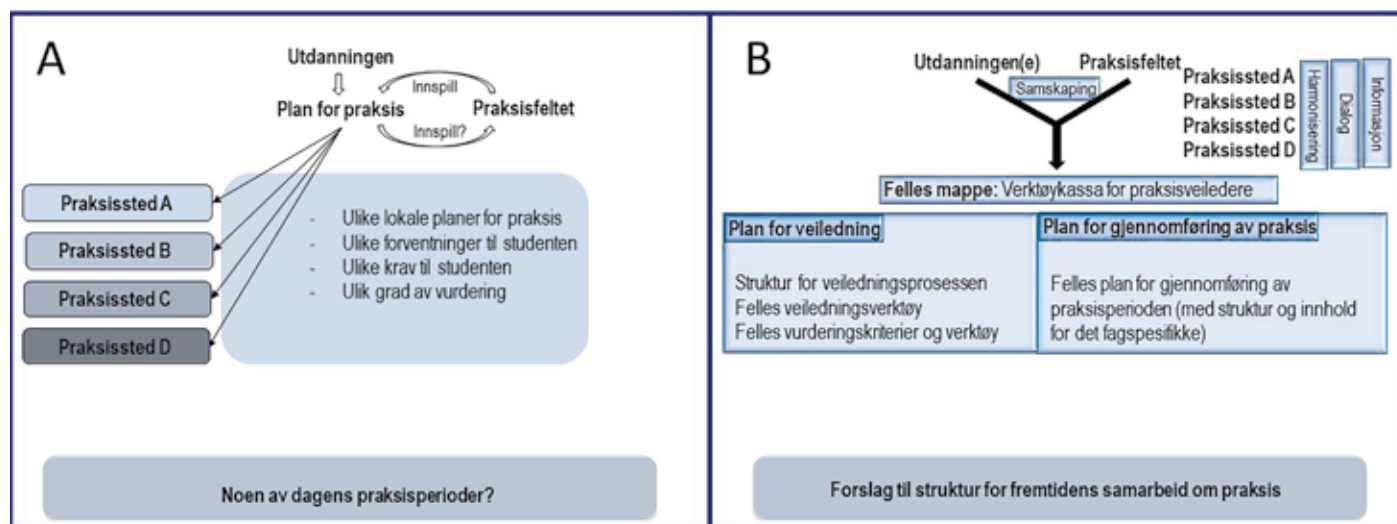 A
Utdanningen
Innspill
Plan for praksis
Praksisfeltet
Innspill?
Praksissted A
Praksissted B
Praksissted C
Praksissted D
- Ulike lokale planer for praksis
- Ulike forventninger til studenten
- Ulike krav til studenten
- Ulik grad av vurdering
Noen av dagens praksisperioder?
B
Utdanningen(e)
Praksisfeltet
Samskaping
Praksissted A
Praksissted B
Praksissted C
Praksissted D
Harmonisering
Dialog
Informasjon
Felles mappe: Verktøykassa for praksisveiledere
Plan for veiledning
Struktur for veiledningsprosessen
Felles veiledningsverktøy
Felles vurderingskriterier og verktøy
Plan for gjennomføring av praksis
Felles plan for gjennomføring av
praksisperioden (med struktur og innhold
for det fagspesifikke)
Forslag til struktur for fremtidens samarbeid om praksis